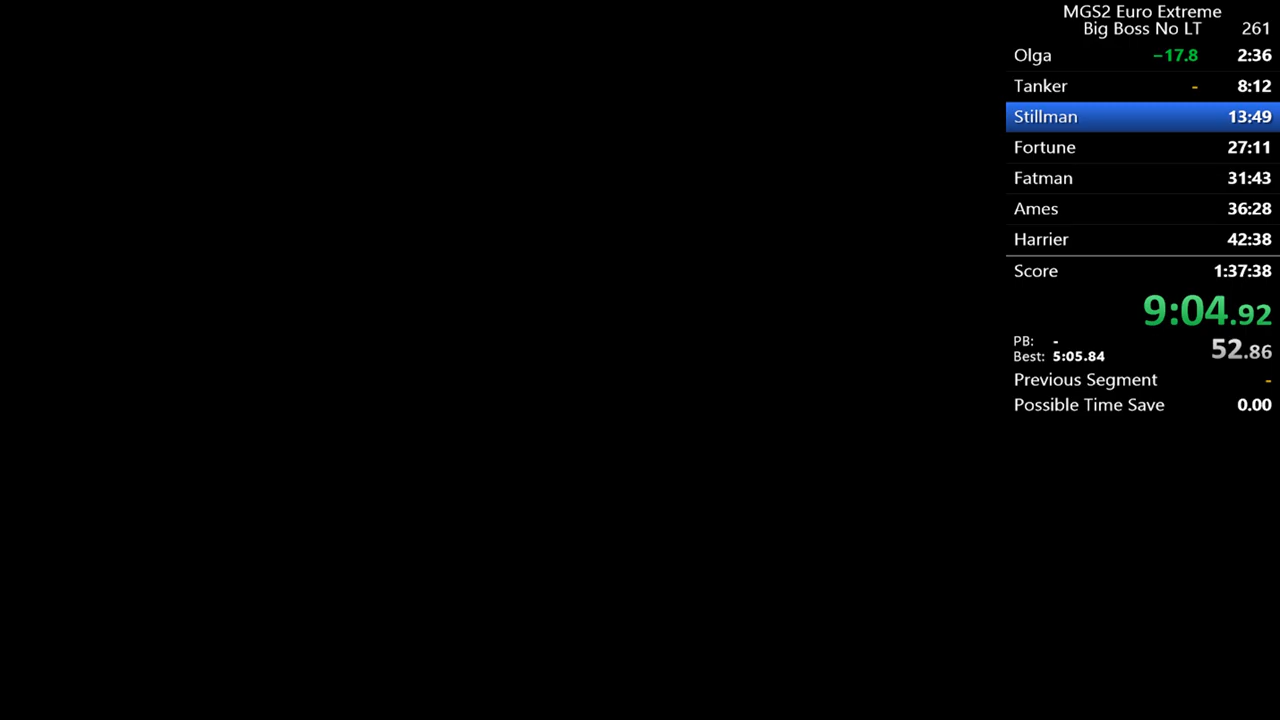 MGS2 Euro Extreme
Big Boss No LT 261
Olga −17.8 2:36
Tanker - 8:12
Stillman 13:49
Fortune 27:11
Fatman 31:43
Ames 36:28
Harrier 42:38
Score 1:37:38
9:04.92
PB: -
Best: 5:05.84 52.86
Previous Segment -
Possible Time Save 0.00